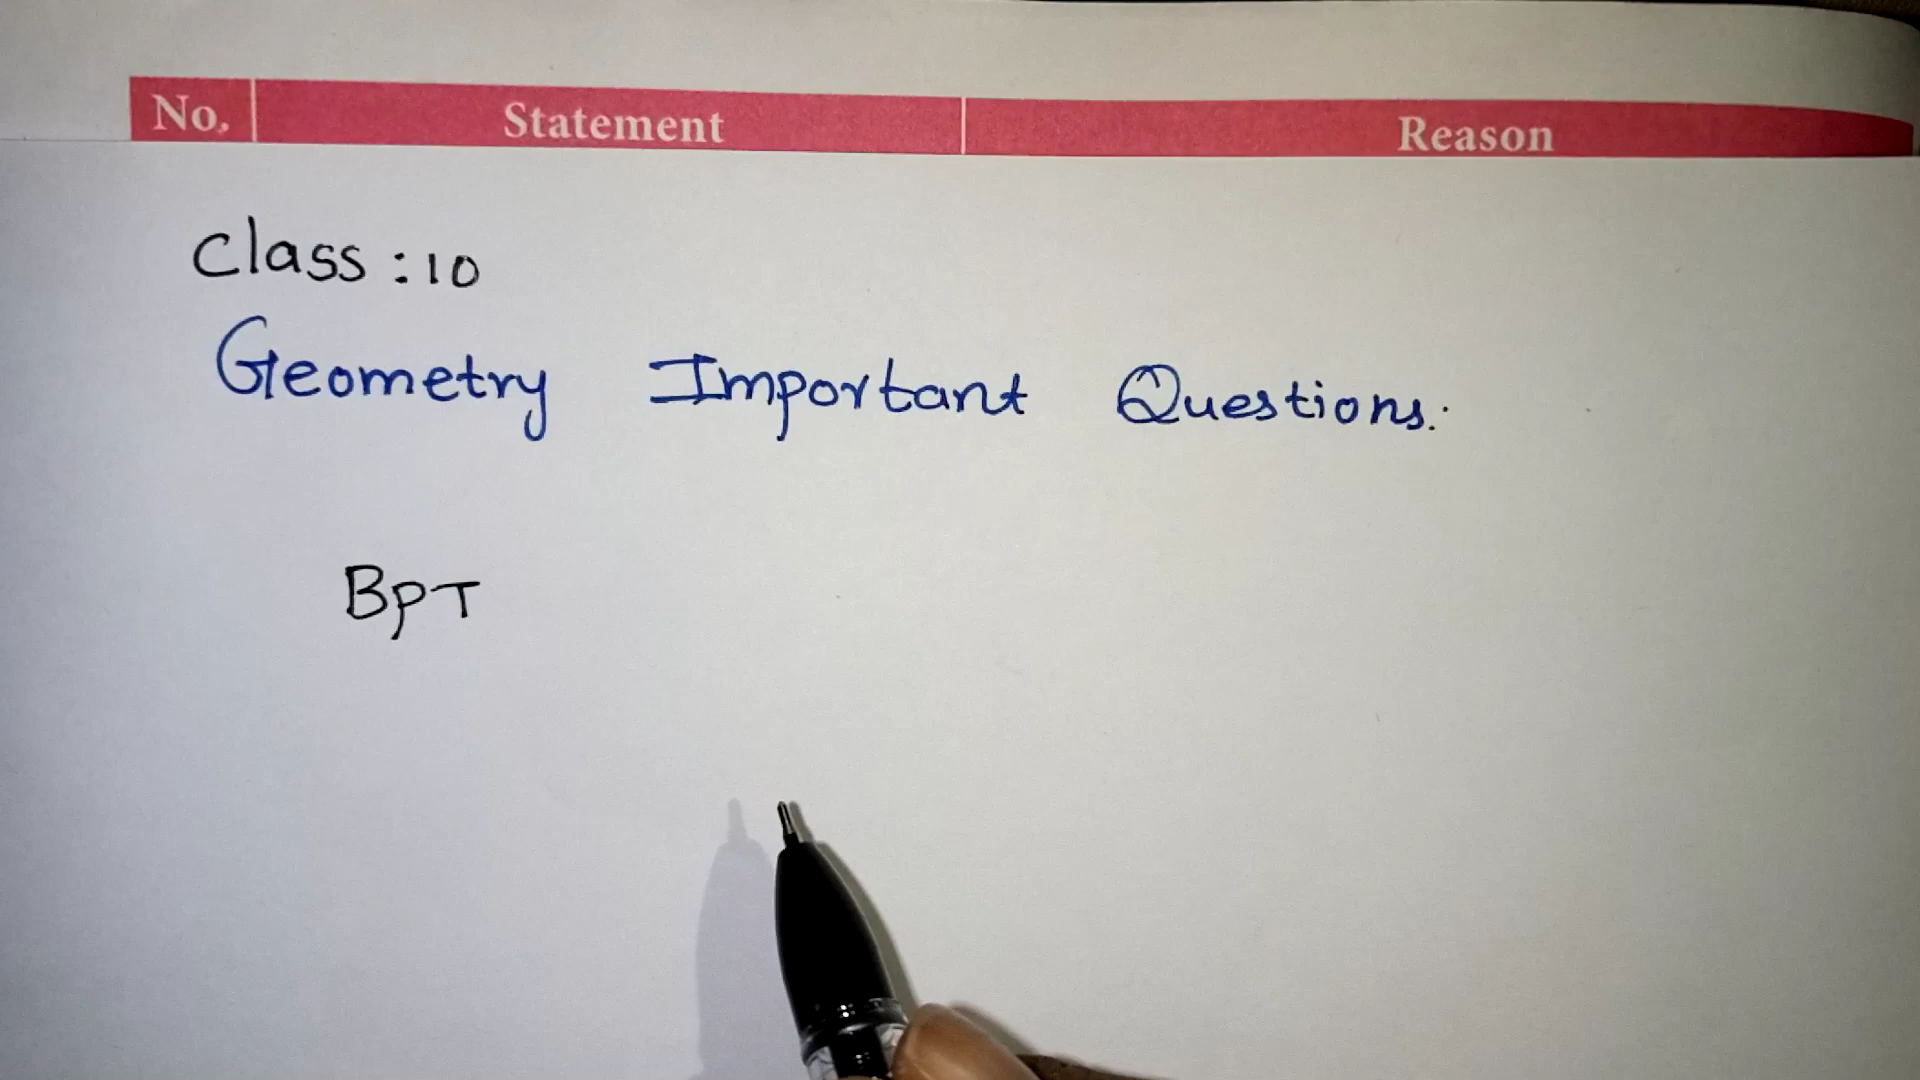 No. Statement Reason
Class : 10
Geometry Important Questions.
BPT